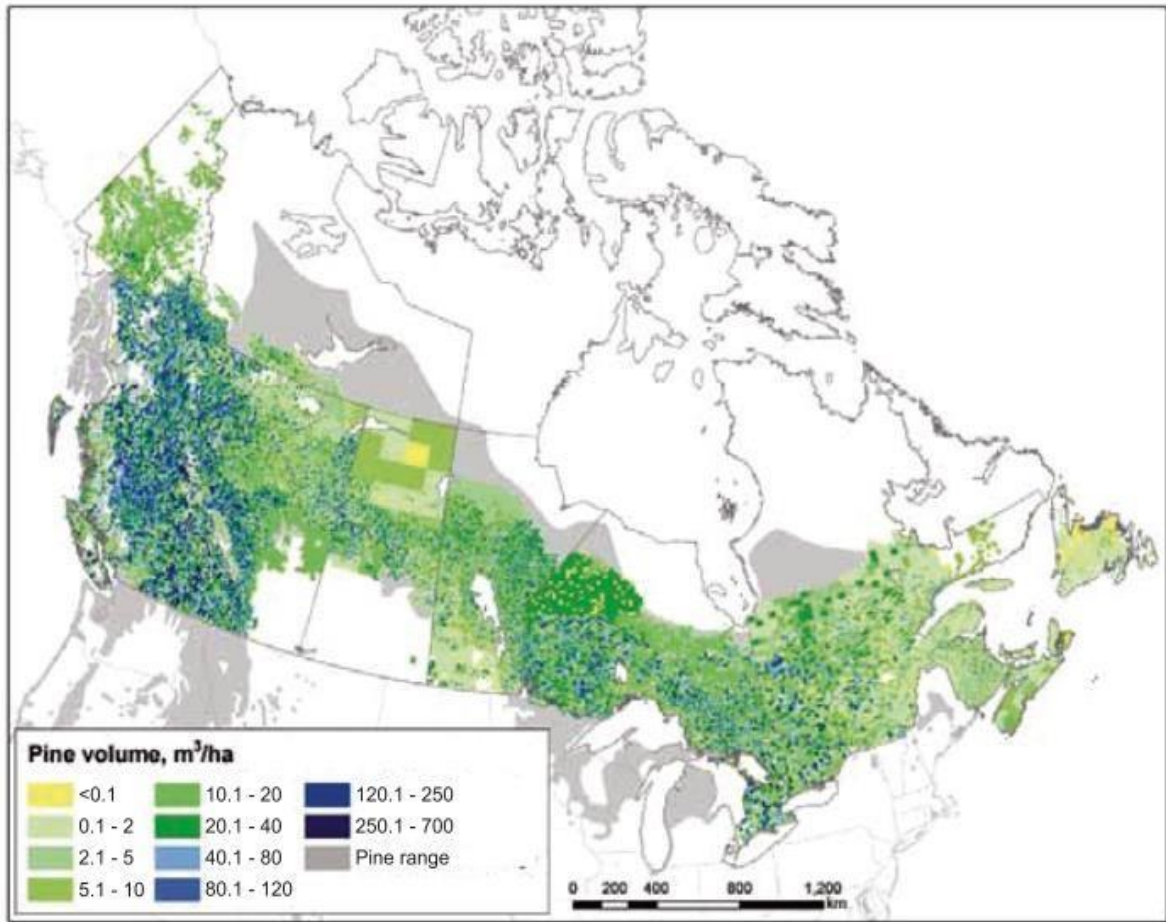 Pine volume, m³/ha
<0.1
0.1 - 2
2.1 - 5
5.1 - 10
10.1 - 20
20.1 - 40
40.1 - 80
80.1 - 120
120.1 - 250
250.1 - 700
Pine range
0 200 400 800 1,200
km